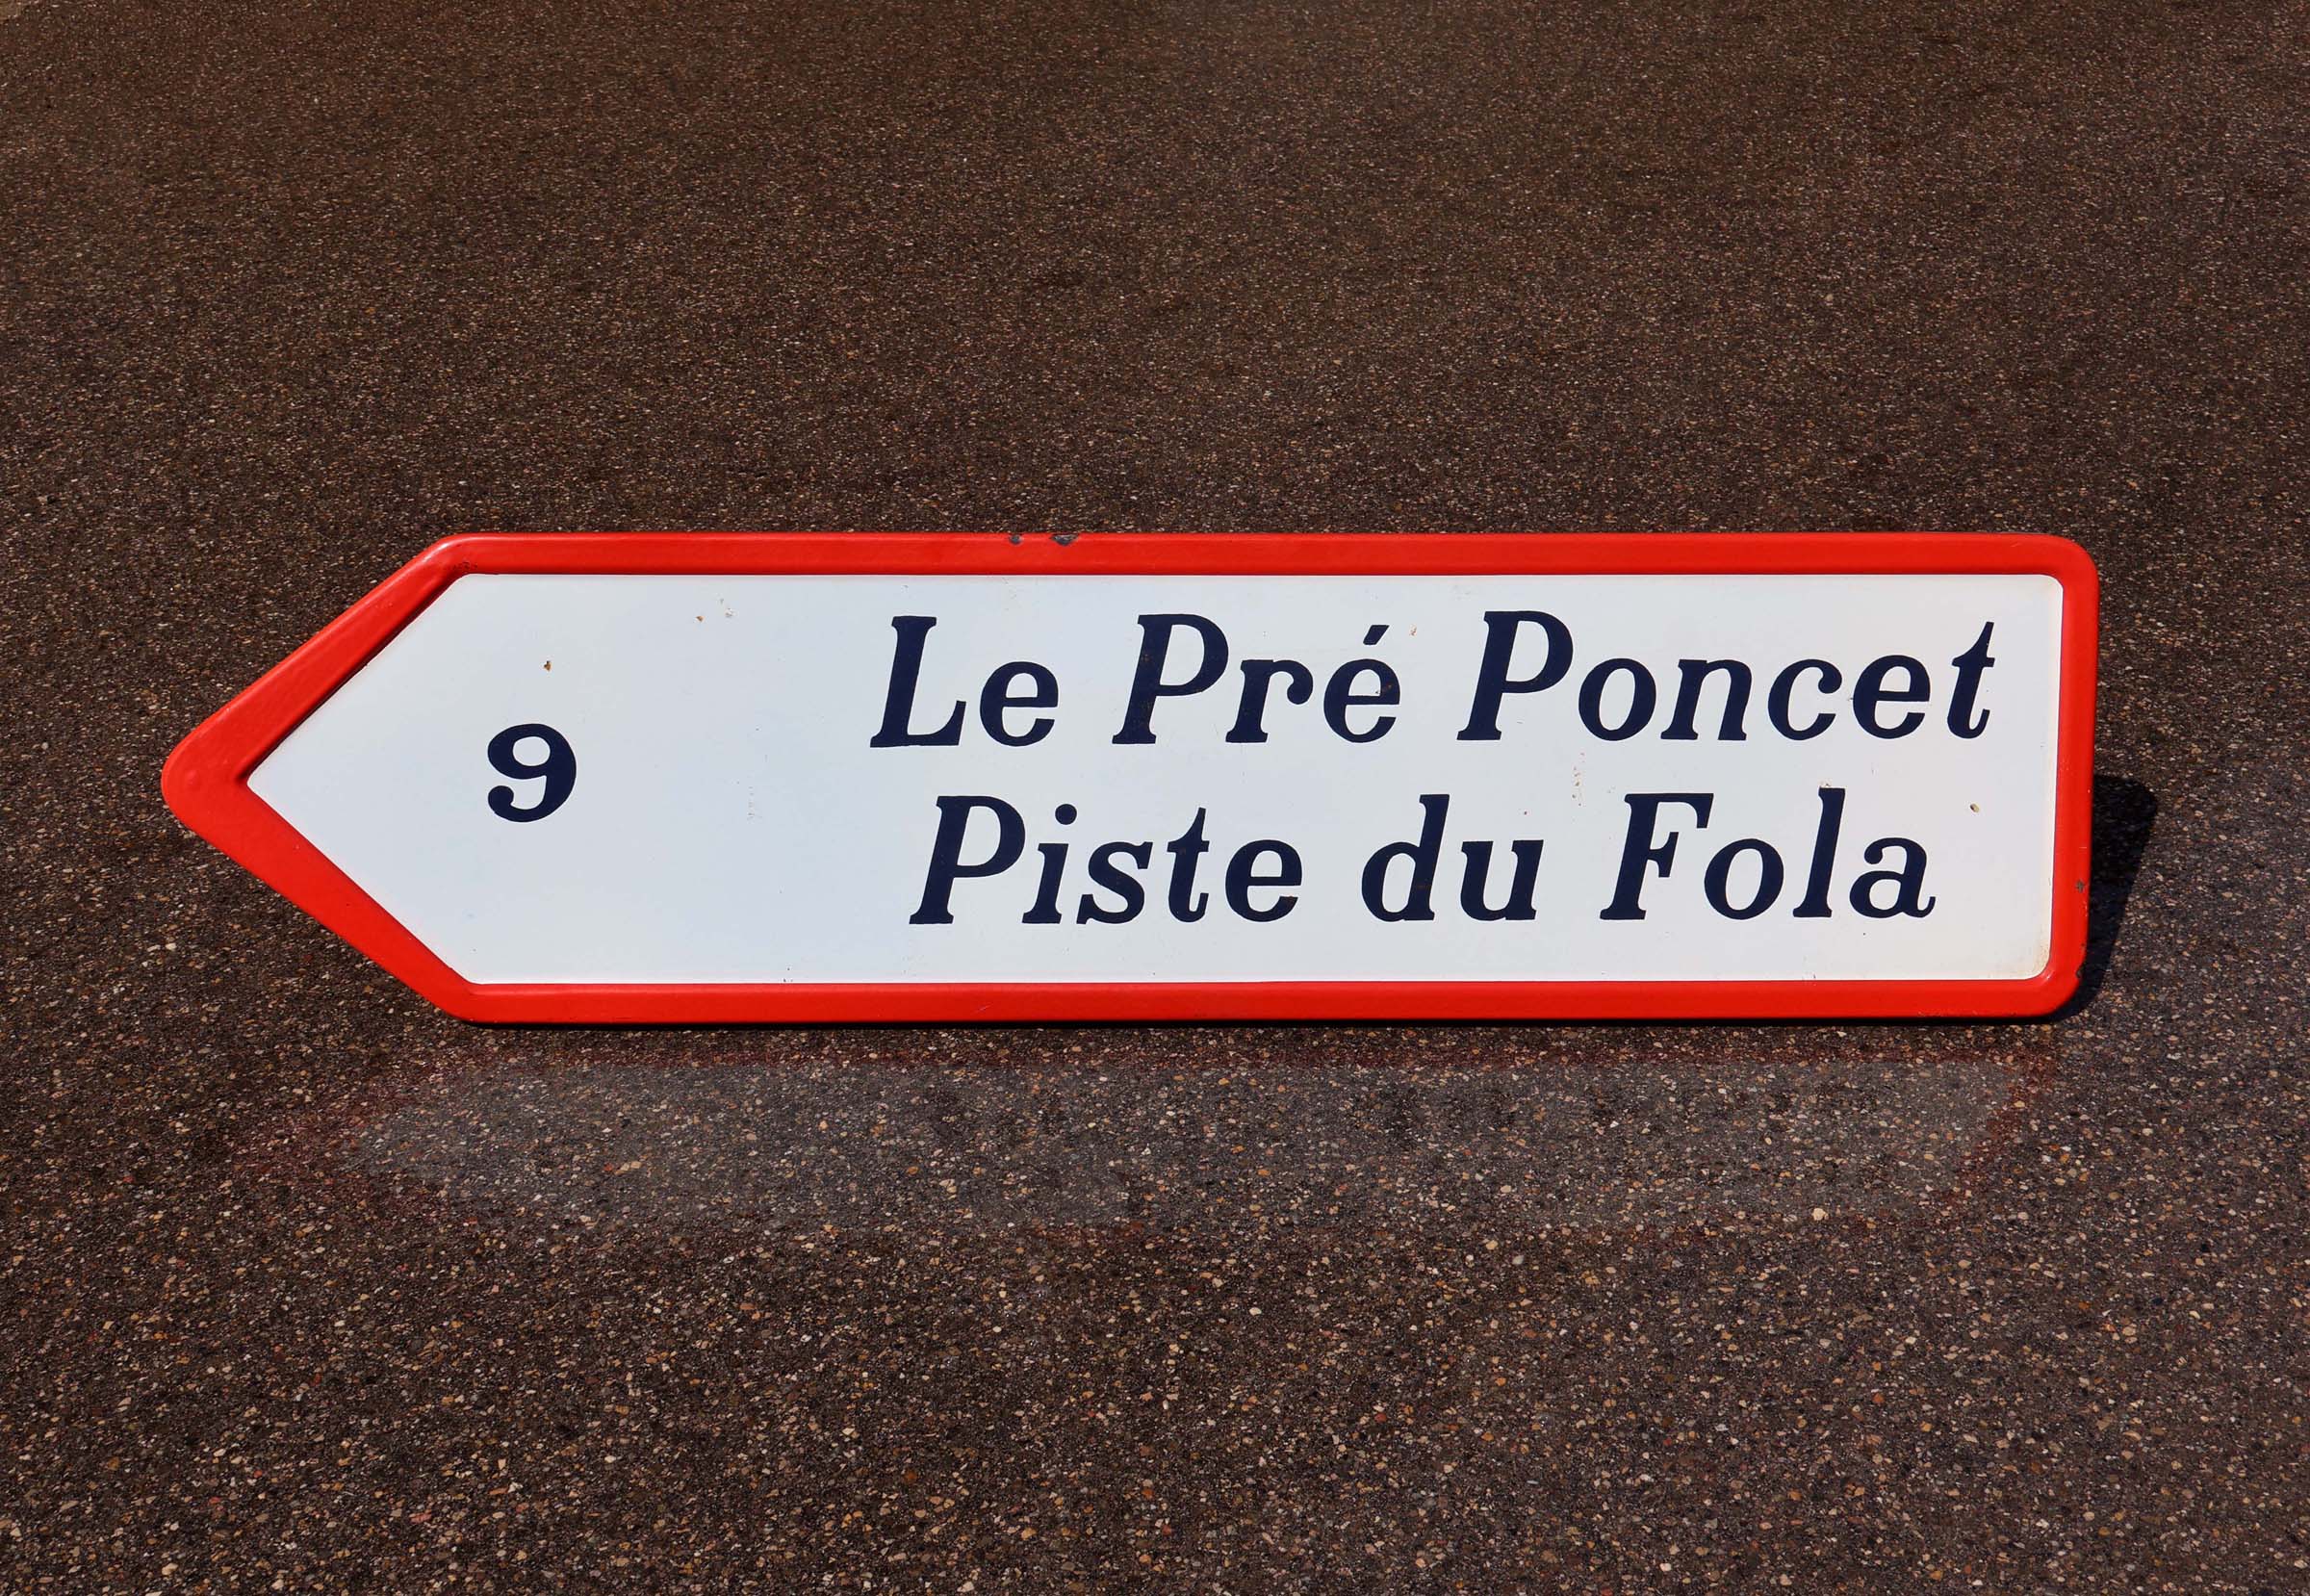 9
Le Pré Poncet
Piste du Fola